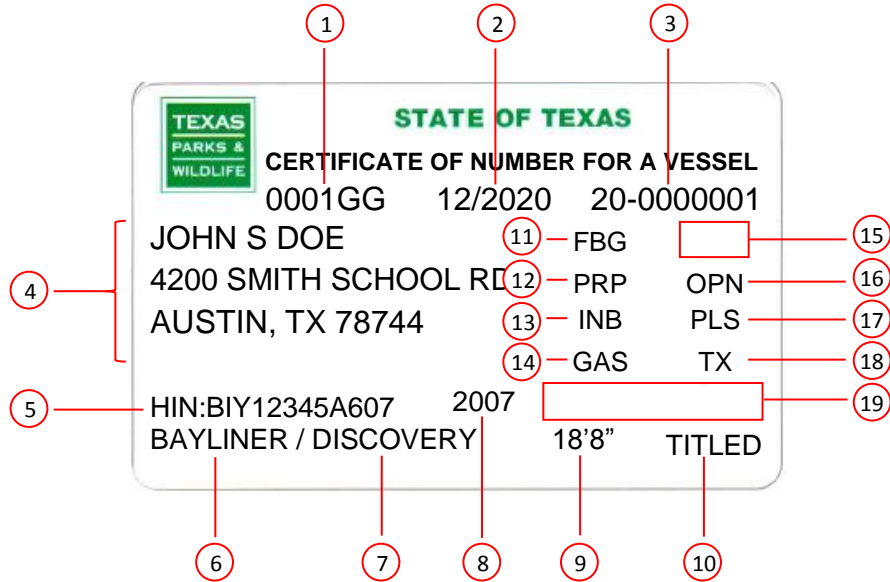 1 2 3
TEXAS
PARKS &
WILDLIFE
STATE OF TEXAS
CERTIFICATE OF NUMBER FOR A VESSEL
0001GG 12/2020 20-0000001
JOHN S DOE 11 FBG 15
4 4200 SMITH SCHOOL RD 12 PRP OPN 16
AUSTIN, TX 78744 13 INB PLS 17
14 GAS TX 18
5 HIN:BIY12345A607 2007 19
BAYLINER / DISCOVERY 18'8” TITLED
6 7 8 9 10